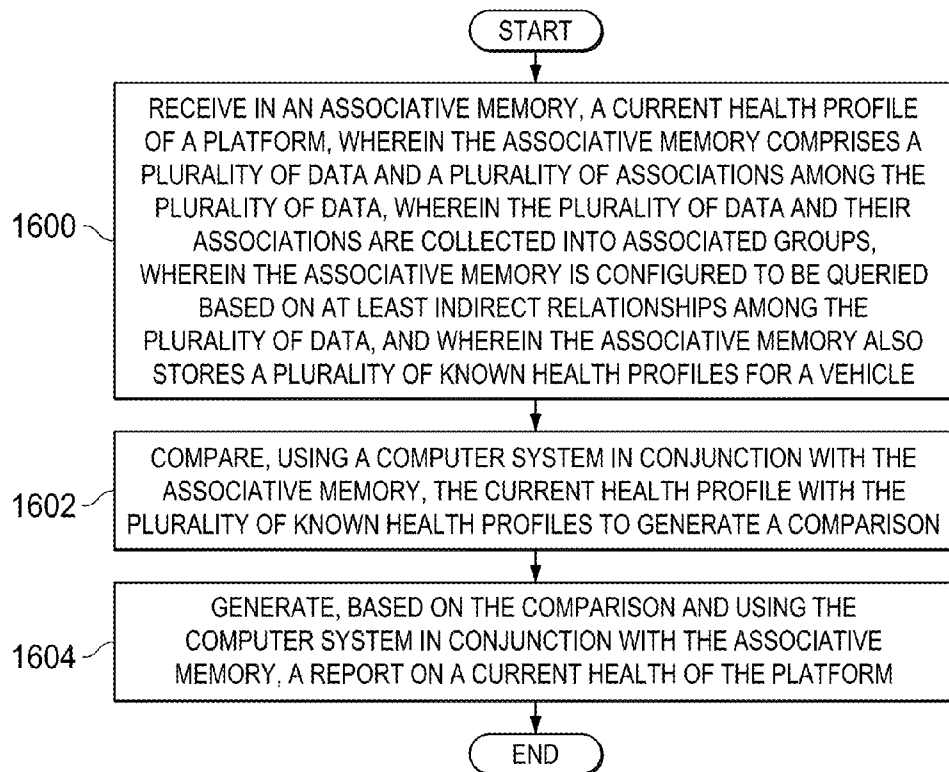 START
RECEIVE IN AN ASSOCIATIVE MEMORY, A CURRENT HEALTH PROFILE
OF A PLATFORM, WHEREIN THE ASSOCIATIVE MEMORY COMPRISES A
PLURALITY OF DATA AND A PLURALITY OF ASSOCIATIONS AMONG THE
PLURALITY OF DATA, WHEREIN THE PLURALITY OF DATA AND THEIR
ASSOCIATIONS ARE COLLECTED INTO ASSOCIATED GROUPS,
WHEREIN THE ASSOCIATIVE MEMORY IS CONFIGURED TO BE QUERIED
BASED ON AT LEAST INDIRECT RELATIONSHIPS AMONG THE
PLURALITY OF DATA, AND WHEREIN THE ASSOCIATIVE MEMORY ALSO
STORES A PLURALITY OF KNOWN HEALTH PROFILES FOR A VEHICLE
1600
COMPARE, USING A COMPUTER SYSTEM IN CONJUNCTION WITH THE
ASSOCIATIVE MEMORY, THE CURRENT HEALTH PROFILE WITH THE
PLURALITY OF KNOWN HEALTH PROFILES TO GENERATE A COMPARISON
1602
GENERATE, BASED ON THE COMPARISON AND USING THE
COMPUTER SYSTEM IN CONJUNCTION WITH THE ASSOCIATIVE
MEMORY, A REPORT ON A CURRENT HEALTH OF THE PLATFORM
1604
END